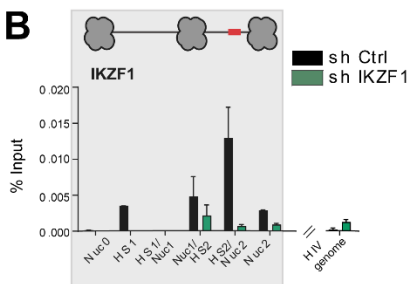 B
sh Ctrl
sh IKZF1
IKZF1
% Input
0.020
0.015
0.010
0.005
0.000
Nuc0
HS1
HS1/
Nuc1
Nuc1/
HS2
HS2/
Nuc2
Nuc2
HIV
genome